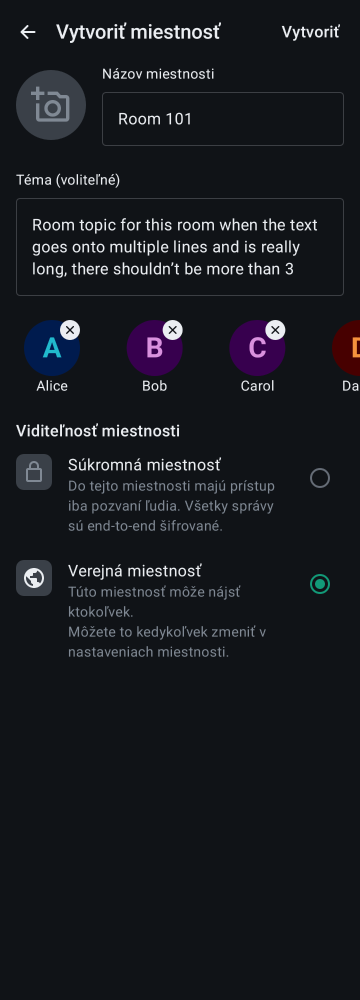 Vytvoriť miestnosť
Vytvoriť
Názov miestnosti
Room 101
Téma (voliteľné)
Room topic for this room when the text
goes onto multiple lines and is really
long, there shouldn’t be more than 3
A
B
C
Alice
Bob
Carol
Viditeľnosť miestnosti
Súkromná miestnosť
Do tejto miestnosti majú prístup
iba pozvaní ľudia. Všetky správy
sú end-to-end šifrované.
Verejná miestnosť
Túto miestnosť môže nájsť
ktokoľvek.
Môžete to kedykoľvek zmeniť v
nastaveniach miestnosti.